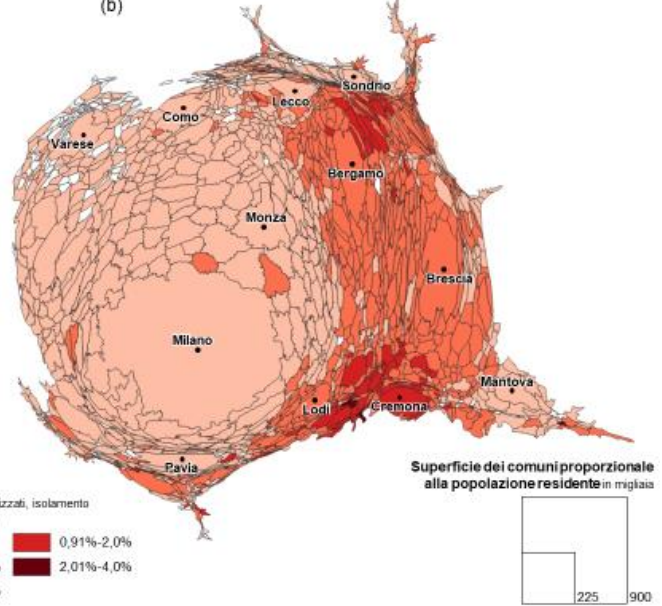 (b)
Sondrio
Lecco
Como
Varese
Bergamo
Monza
Brescia
Milano
Mantova
Lodi
Cremona
Pavia
Superficie dei comuni proporzionale
alla popolazione residente in migliaia
izzati, isolamento
0,91%-2,0%
2,01%-4,0%
225
900